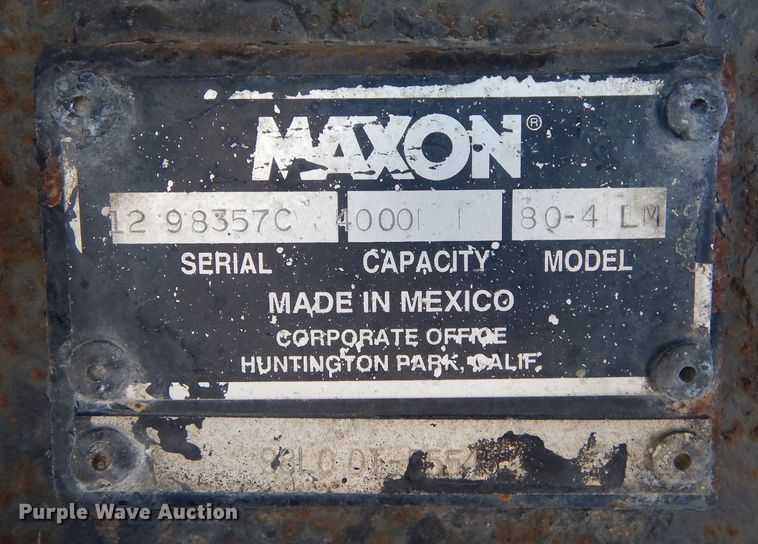 MAXON®
12 98357C 4000 80-4 LM
SERIAL CAPACITY MODEL
MADE IN MEXICO
CORPORATE OFFICE
HUNTINGTON PARK, CALIF.
Purple Wave Auction